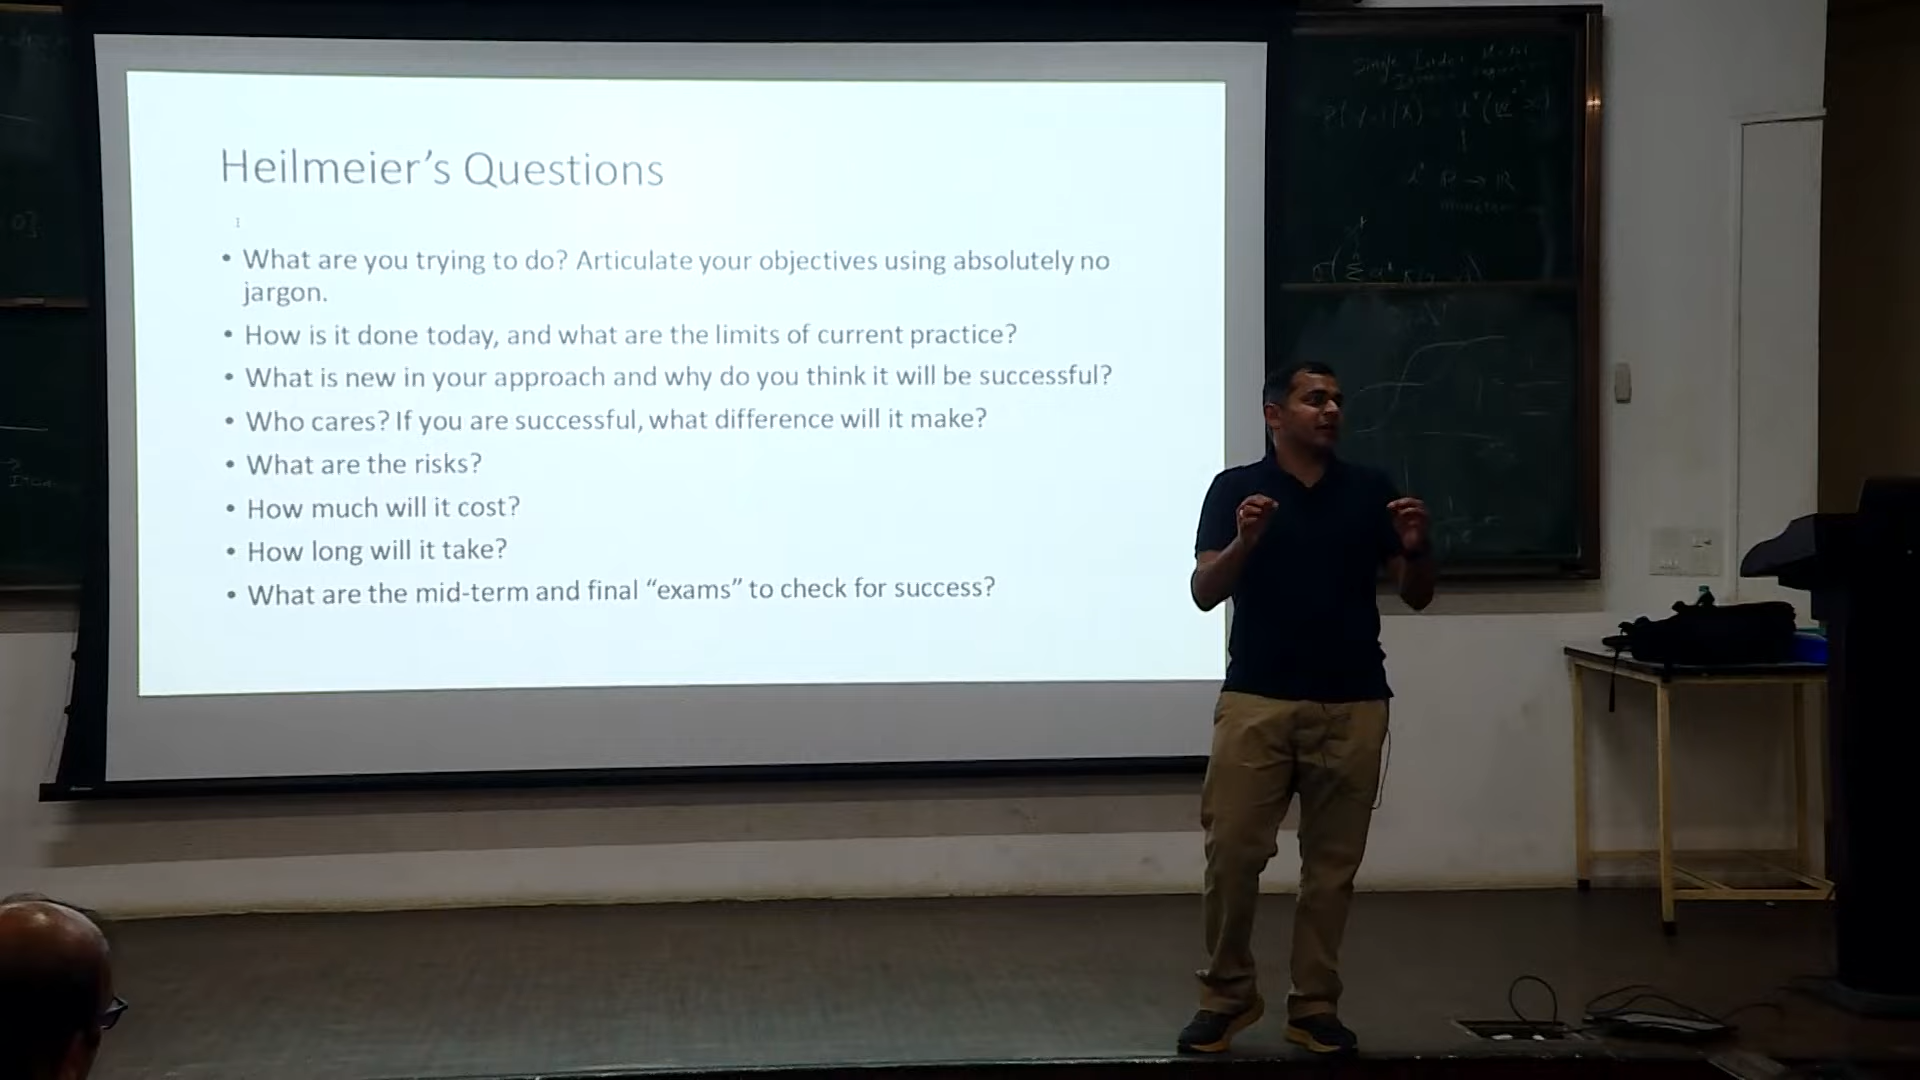 Heilmeier's Questions
• What are you trying to do? Articulate your objectives using absolutely no
jargon.
• How is it done today, and what are the limits of current practice?
• What is new in your approach and why do you think it will be successful?
• Who cares? If you are successful, what difference will it make?
• What are the risks?
• How much will it cost?
• How long will it take?
• What are the mid-term and final “exams” to check for success?
Single